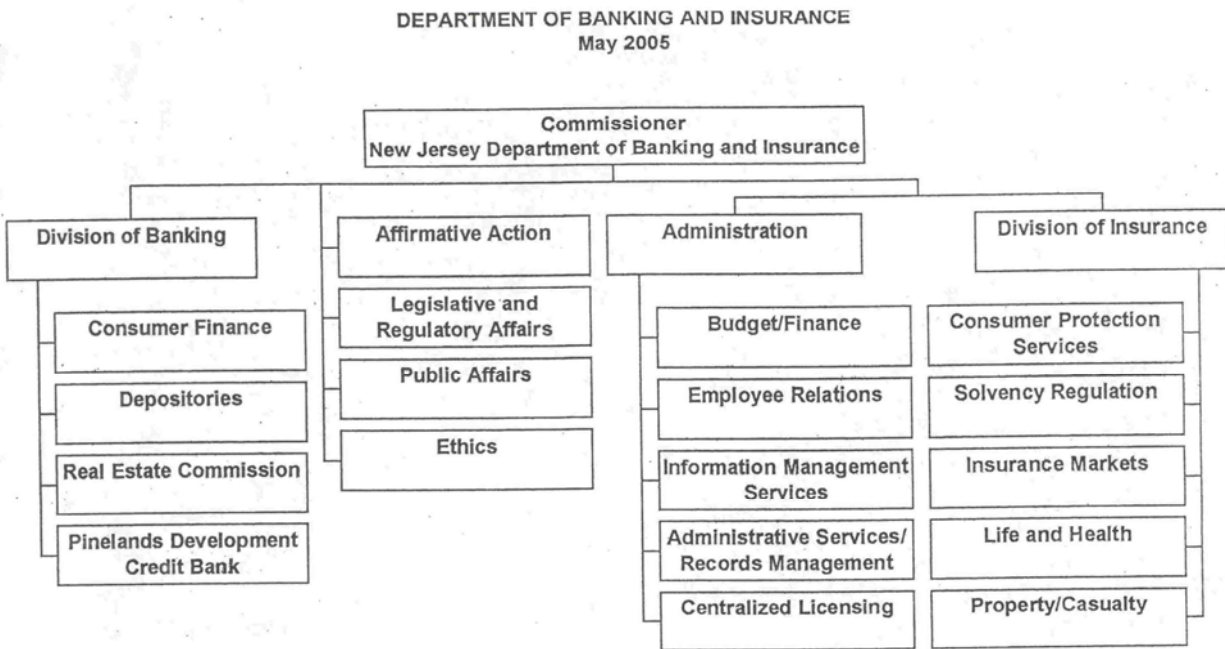 DEPARTMENT OF BANKING AND INSURANCE
May 2005
Commissioner
New Jersey Department of Banking and Insurance
Division of Banking
Consumer Finance
Depositories
Real Estate Commission
Pinelands Development
Credit Bank
Affirmative Action
Legislative and
Regulatory Affairs
Public Affairs
Ethics
Administration
Budget/Finance
Employee Relations
Information Management
Services
Administrative Services/
Records Management
Centralized Licensing
Division of Insurance
Consumer Protection
Services
Solvency Regulation
Insurance Markets
Life and Health
Property/Casualty